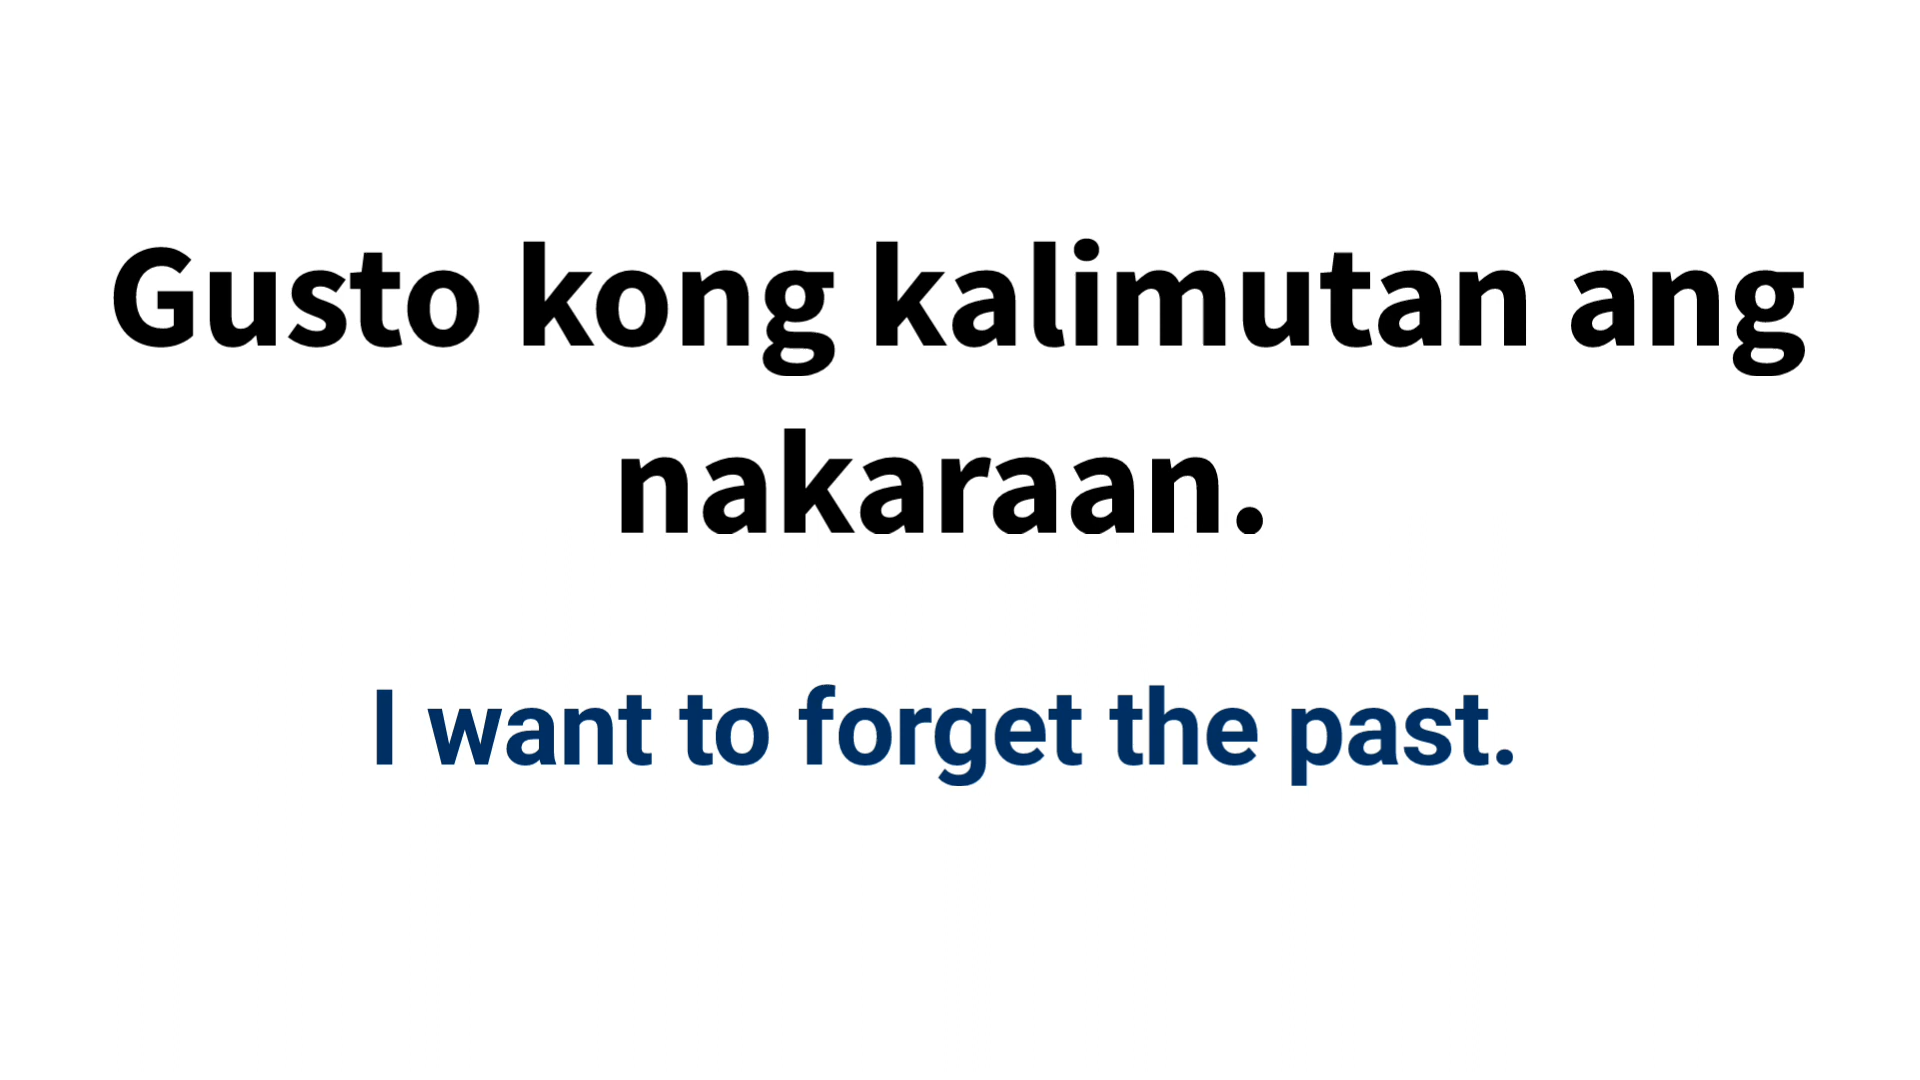 Gusto kong kalimutan ang
nakaraan.
I want to forget the past.